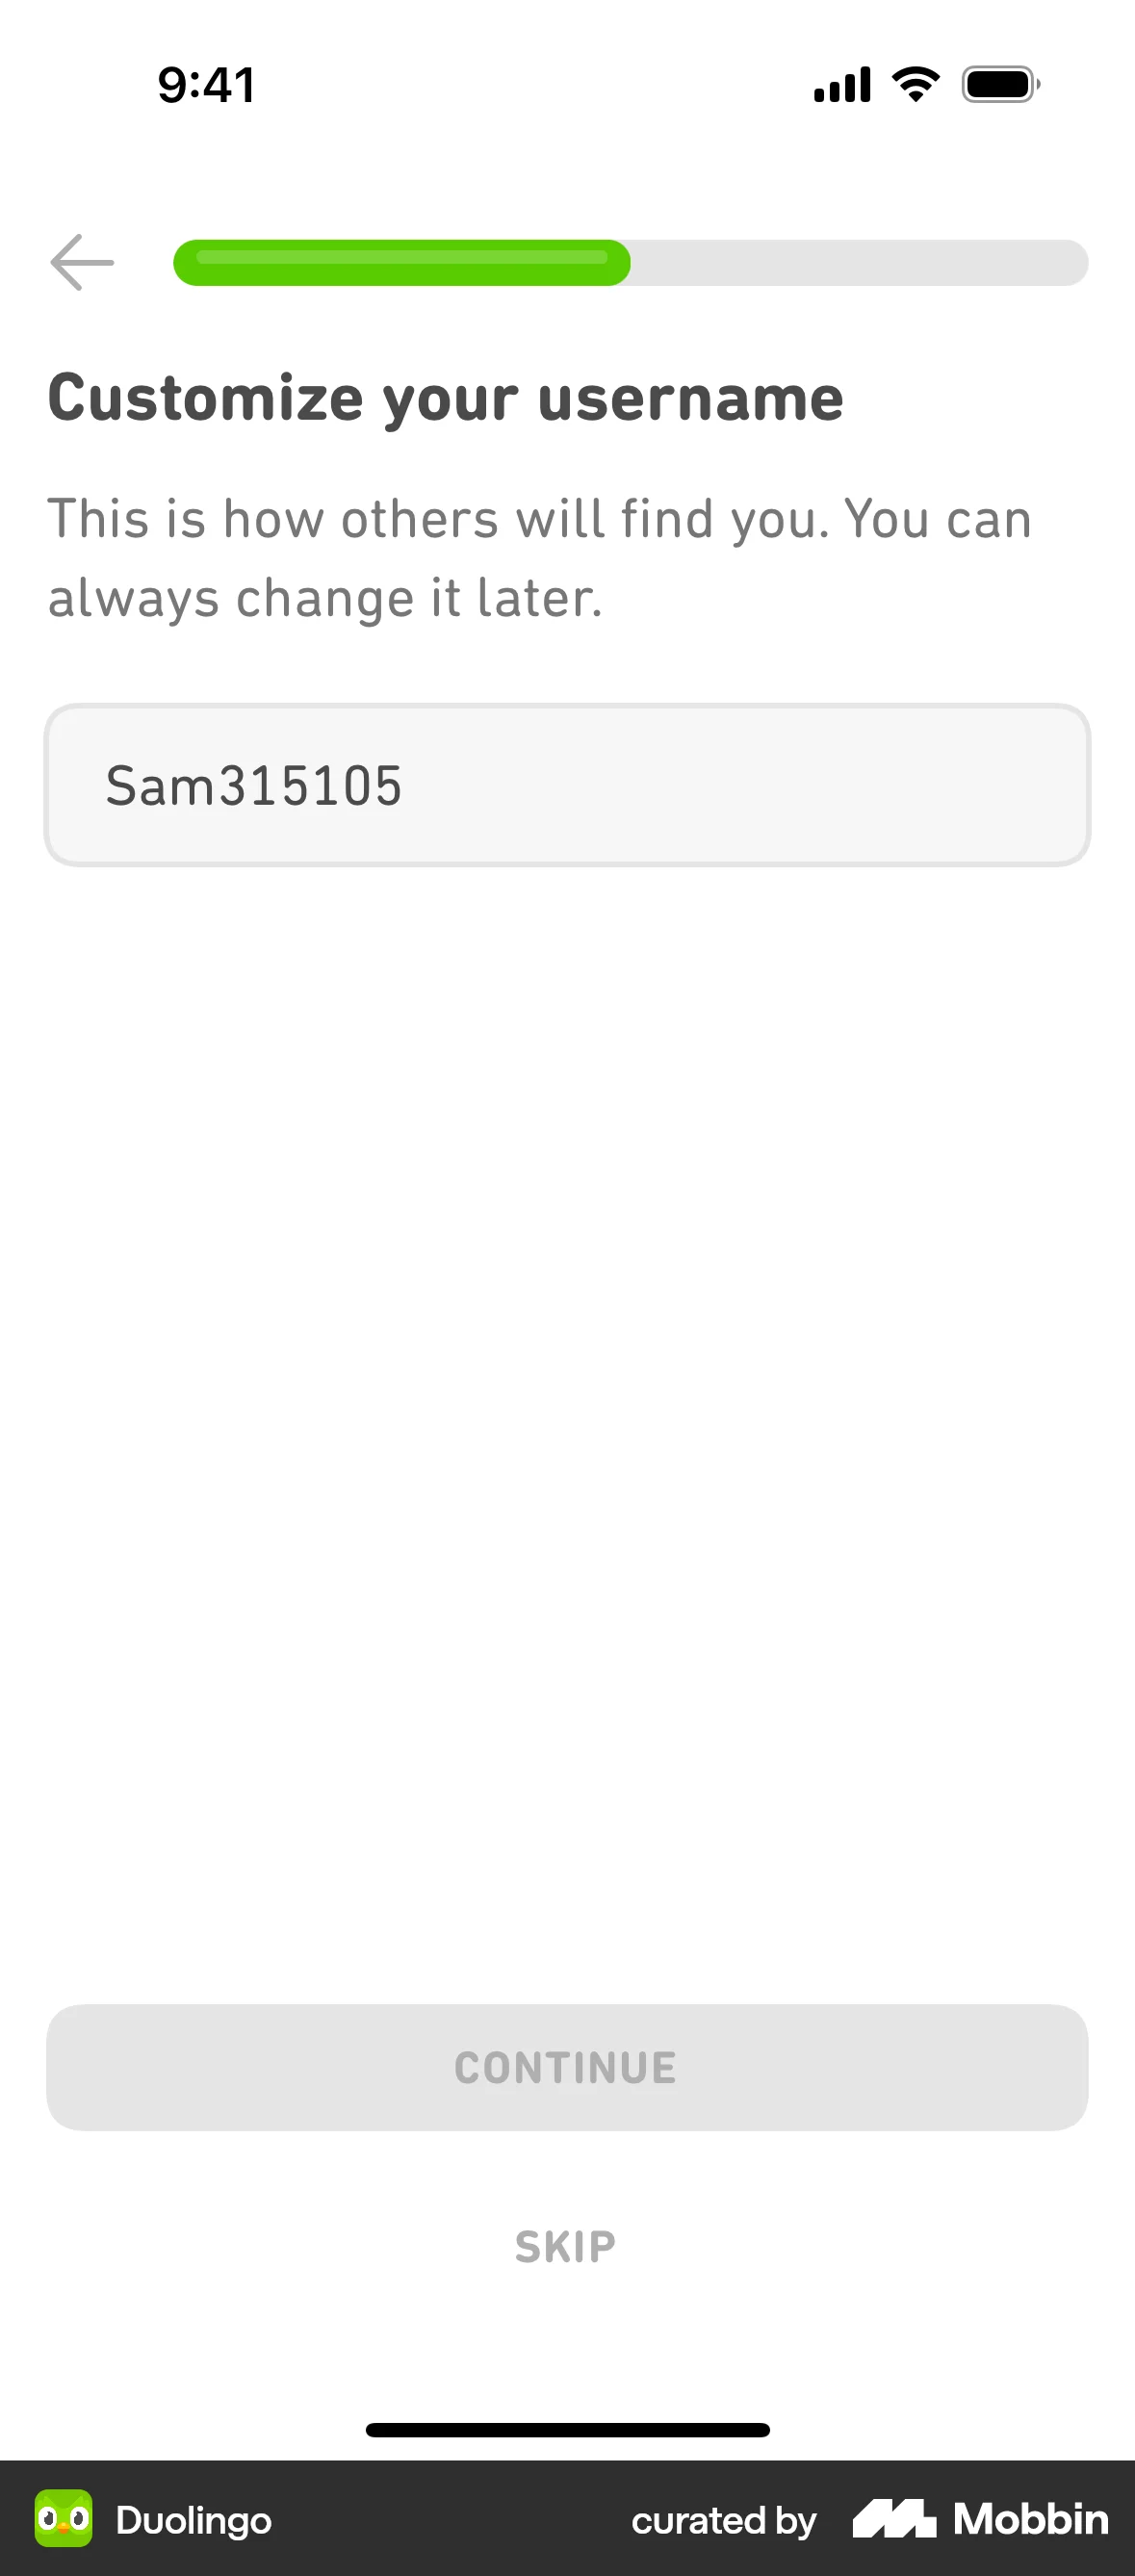 9:41
Customize your username
This is how others will find you. You can
always change it later.
Sam315105
CONTINUE
SKIP
Duolingo
curated by Mobbin